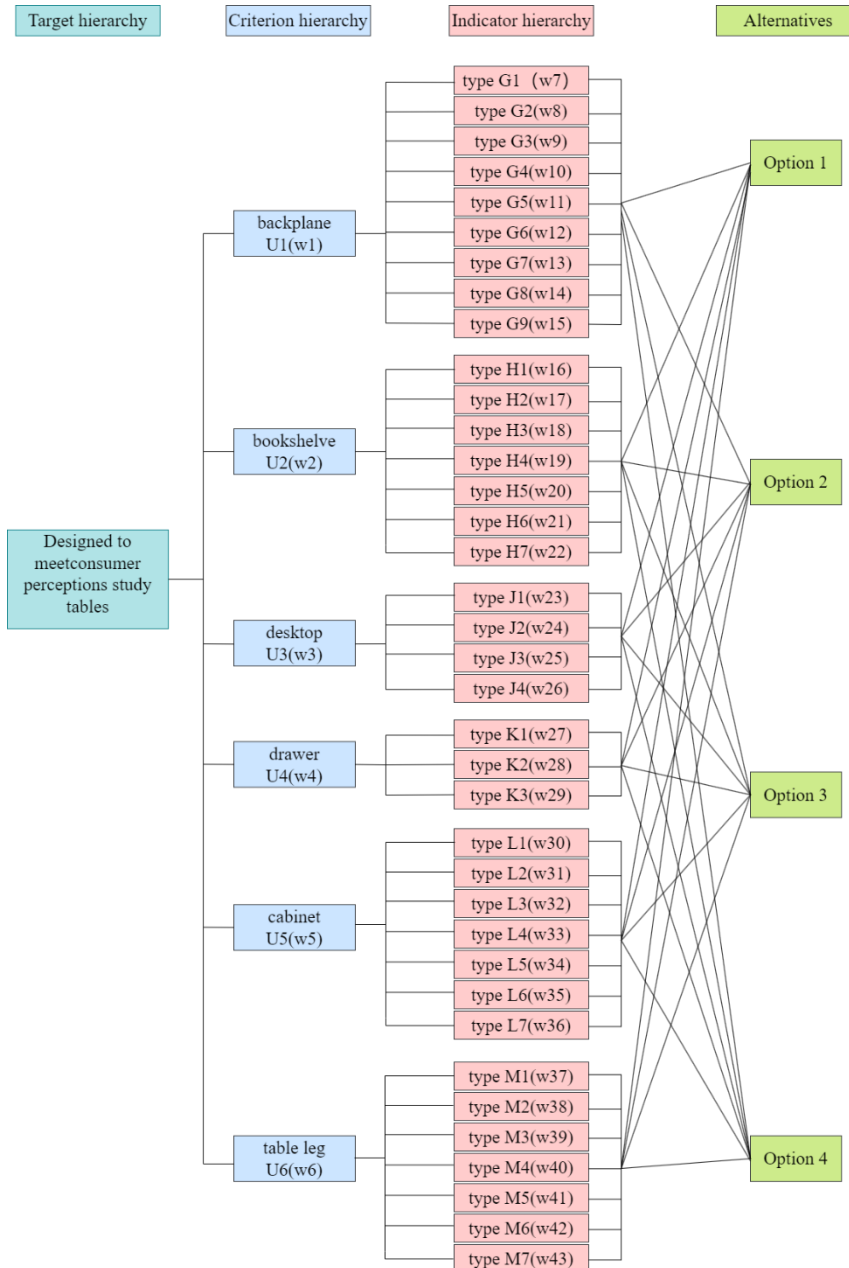 Target hierarchy
Criterion hierarchy
Indicator hierarchy
Alternatives
Designed to
meetconsumer
perceptions study
tables
backplane
U1(w1)
bookshelve
U2(w2)
desktop
U3(w3)
drawer
U4(w4)
cabinet
U5(w5)
table leg
U6(w6)
type G1（w7）
type G2(w8)
type G3(w9)
type G4(w10)
type G5(w11)
type G6(w12)
type G7(w13)
type G8(w14)
type G9(w15)
type H1(w16)
type H2(w17)
type H3(w18)
type H4(w19)
type H5(w20)
type H6(w21)
type H7(w22)
type J1(w23)
type J2(w24)
type J3(w25)
type J4(w26)
type K1(w27)
type K2(w28)
type K3(w29)
type L1(w30)
type L2(w31)
type L3(w32)
type L4(w33)
type L5(w34)
type L6(w35)
type L7(w36)
type M1(w37)
type M2(w38)
type M3(w39)
type M4(w40)
type M5(w41)
type M6(w42)
type M7(w43)
Option 1
Option 2
Option 3
Option 4